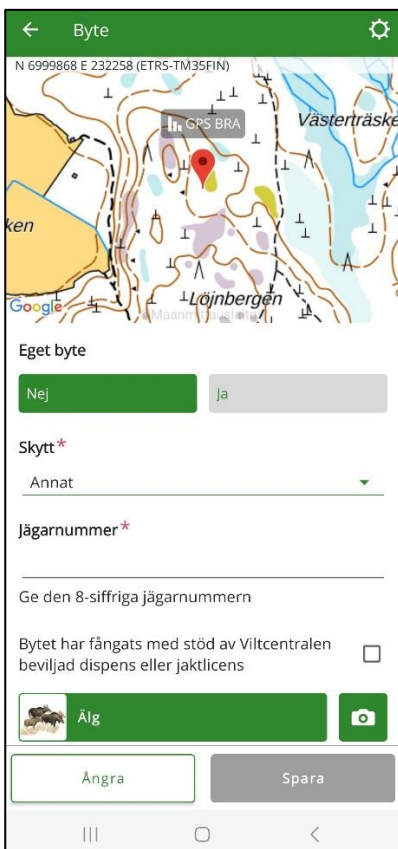 Byte
N 6999868 E 232258 (ETRS-TM35FIN)
GPS BRA
Västerträske
ken
Löjnbergen
Google
©Maanmittauslaitos
Eget byte
Nej
Ja
Skytt*
Annat
Jägarnummer*
Ge den 8-siffriga jägarnummern
Bytet har fångats med stöd av Viltcentralen
beviljad dispens eller jaktlicens
Älg
Ångra
Spara